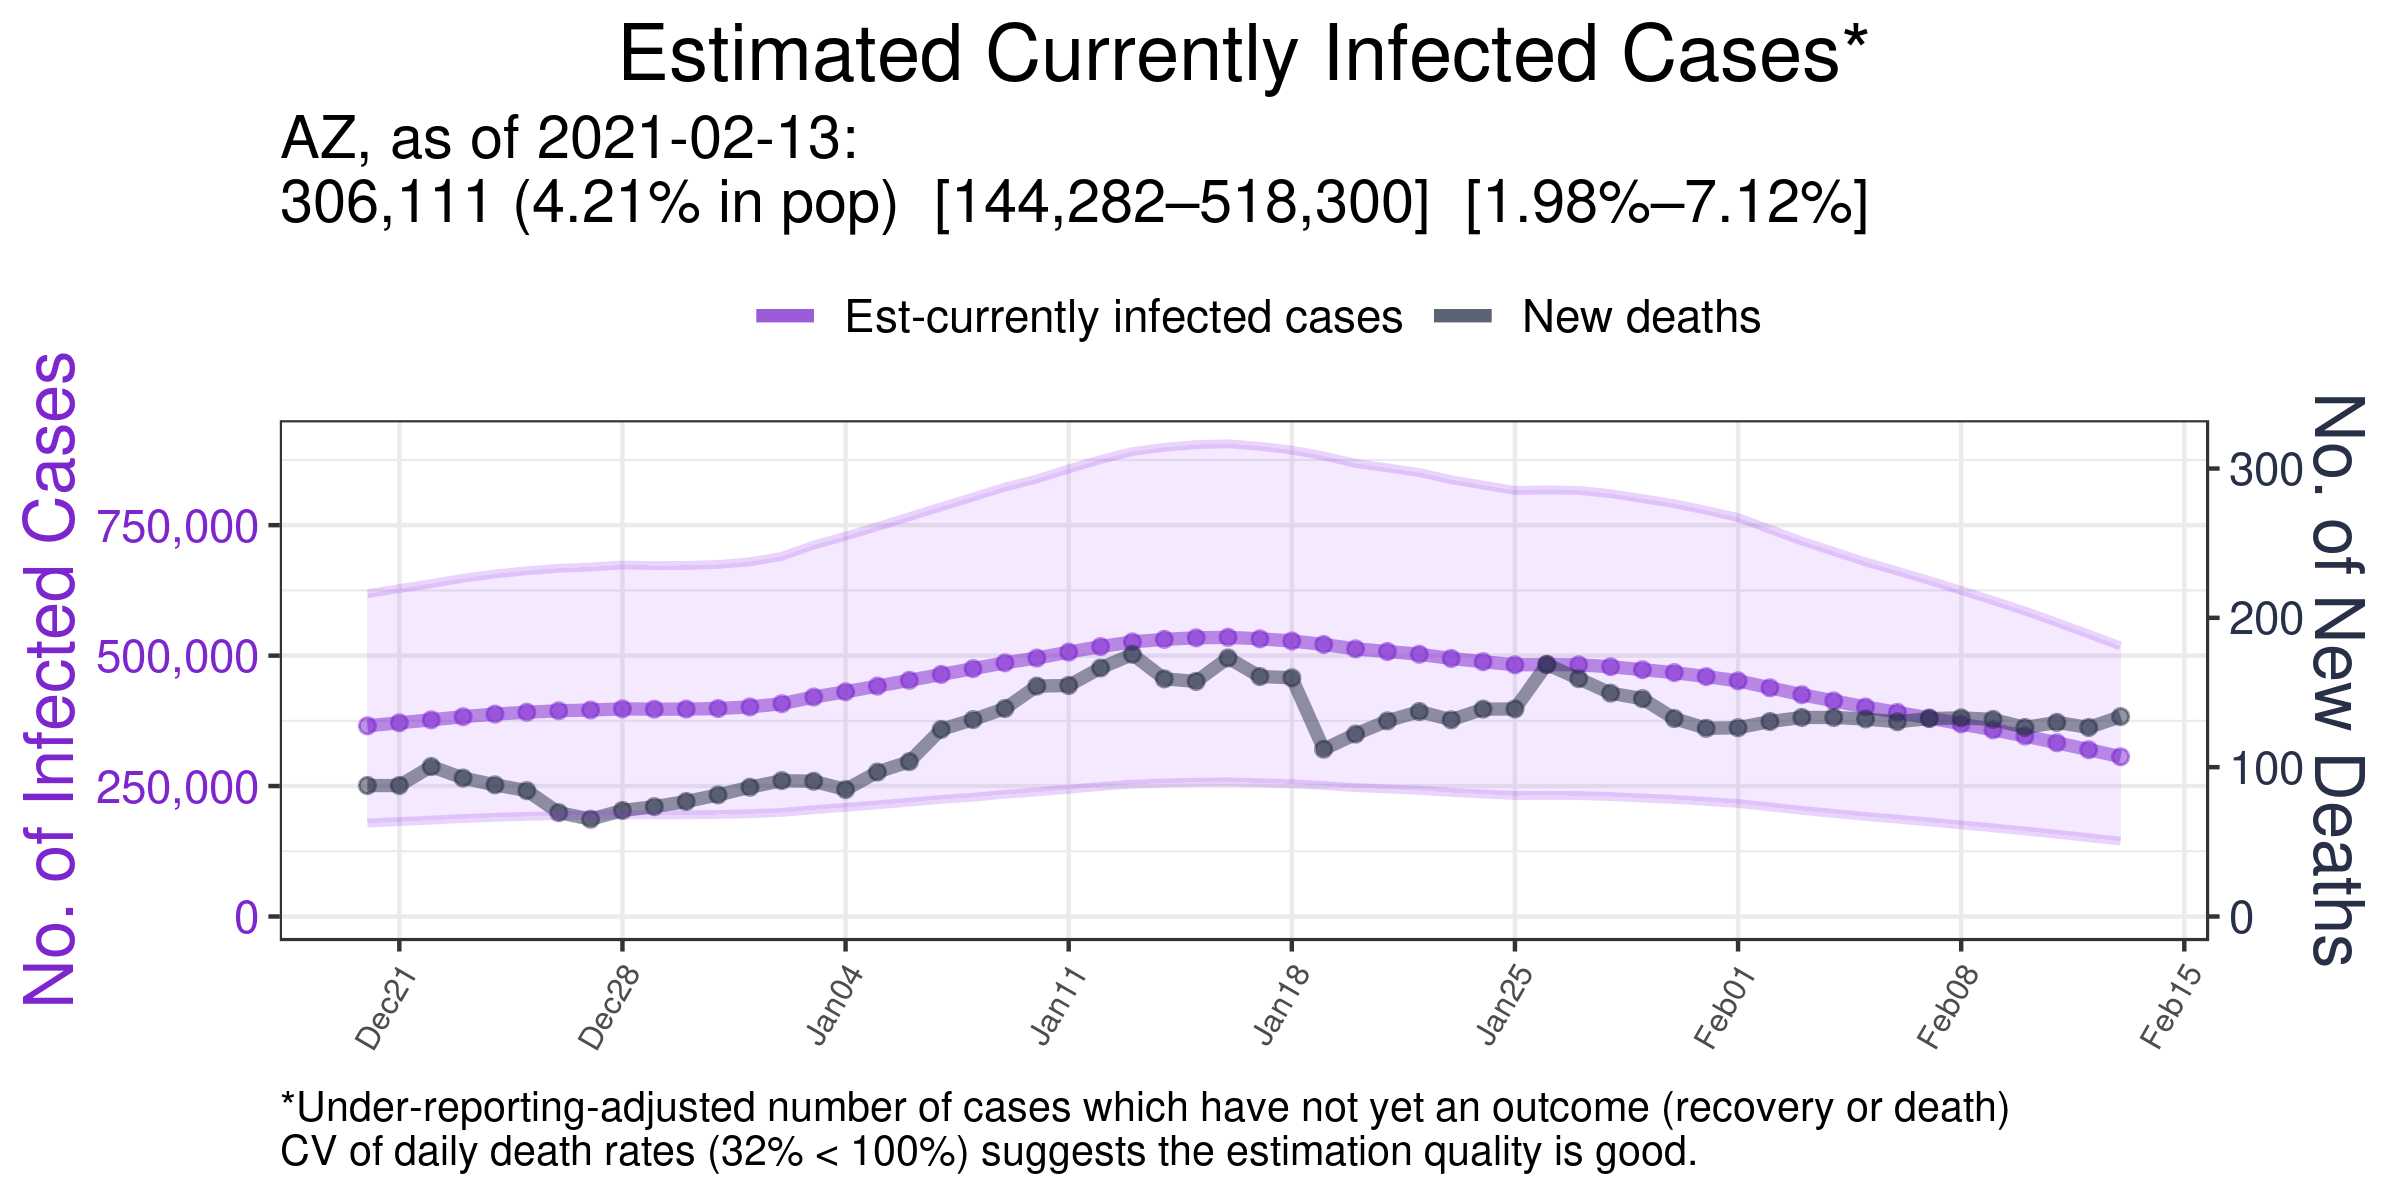 Estimated Currently Infected Cases*
AZ, as of 2021-02-13:
306,111 (4.21% in pop)  [144,282–518,300]  [1.98%–7.12%]
Est-currently infected cases
New deaths
No. of Infected Cases
750,000
500,000
250,000
0
300
200
100
0
No. of New Deaths
Dec21
Dec28
Jan04
Jan11
Jan18
Jan25
Feb01
Feb08
Feb15
*Under-reporting-adjusted number of cases which have not yet an outcome (recovery or death)
CV of daily death rates (32% < 100%) suggests the estimation quality is good.